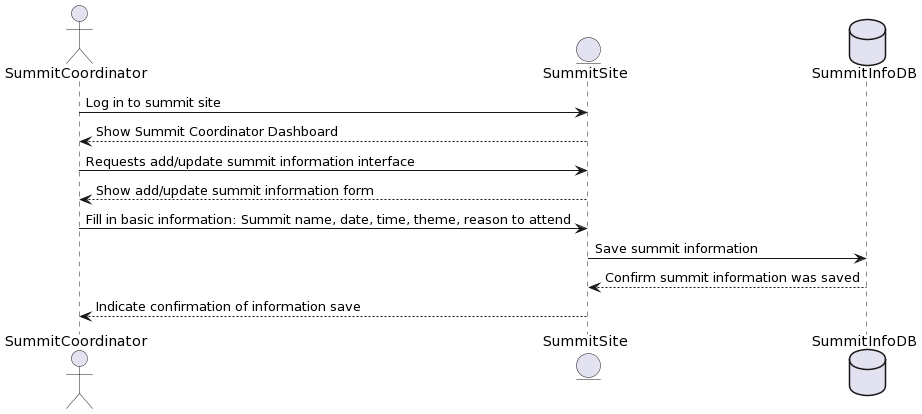 SummitCoordinator
SummitSite
SummitInfoDB
Log in to summit site
Show Summit Coordinator Dashboard
Requests add/update summit information interface
Show add/update summit information form
Fill in basic information: Summit name, date, time, theme, reason to attend
Save summit information
Confirm summit information was saved
Indicate confirmation of information save
SummitCoordinator
SummitSite
SummitInfoDB